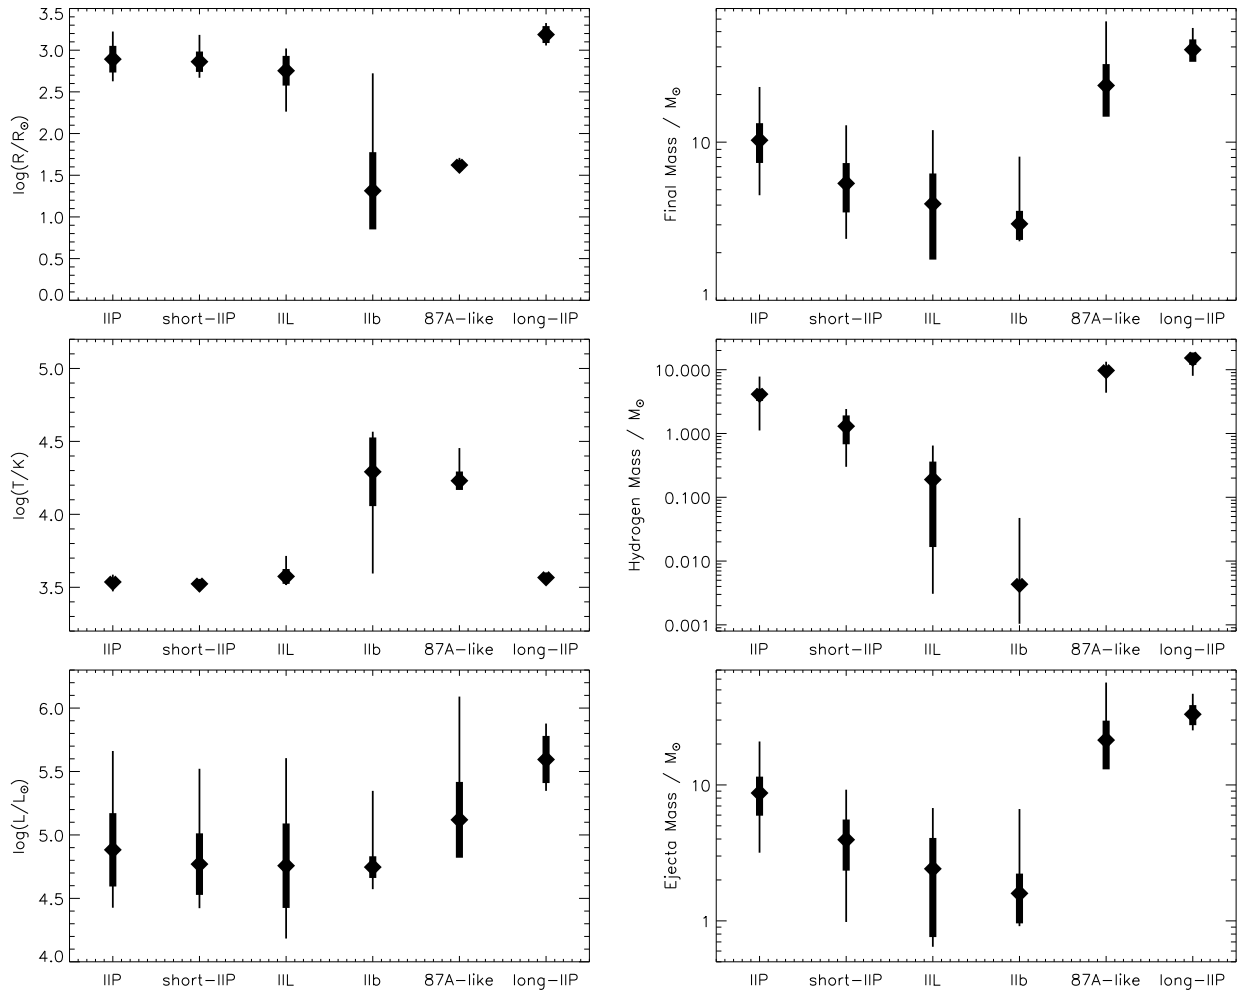 3.5
3.0
2.5
2.0
1.5
1.0
0.5
0.0
log(R/R☉)
IIP short-IIP IIL IIb 87A-like long-IIP
10
1
Final Mass / M☉
IIP short-IIP IIL IIb 87A-like long-IIP
5.0
4.5
4.0
3.5
log(T/K)
IIP short-IIP IIL IIb 87A-like long-IIP
10.000
1.000
0.100
0.010
0.001
Hydrogen Mass / M☉
IIP short-IIP IIL IIb 87A-like long-IIP
6.0
5.5
5.0
4.5
4.0
log(L/L☉)
IIP short-IIP IIL IIb 87A-like long-IIP
10
1
Ejecta Mass / M☉
IIP short-IIP IIL IIb 87A-like long-IIP